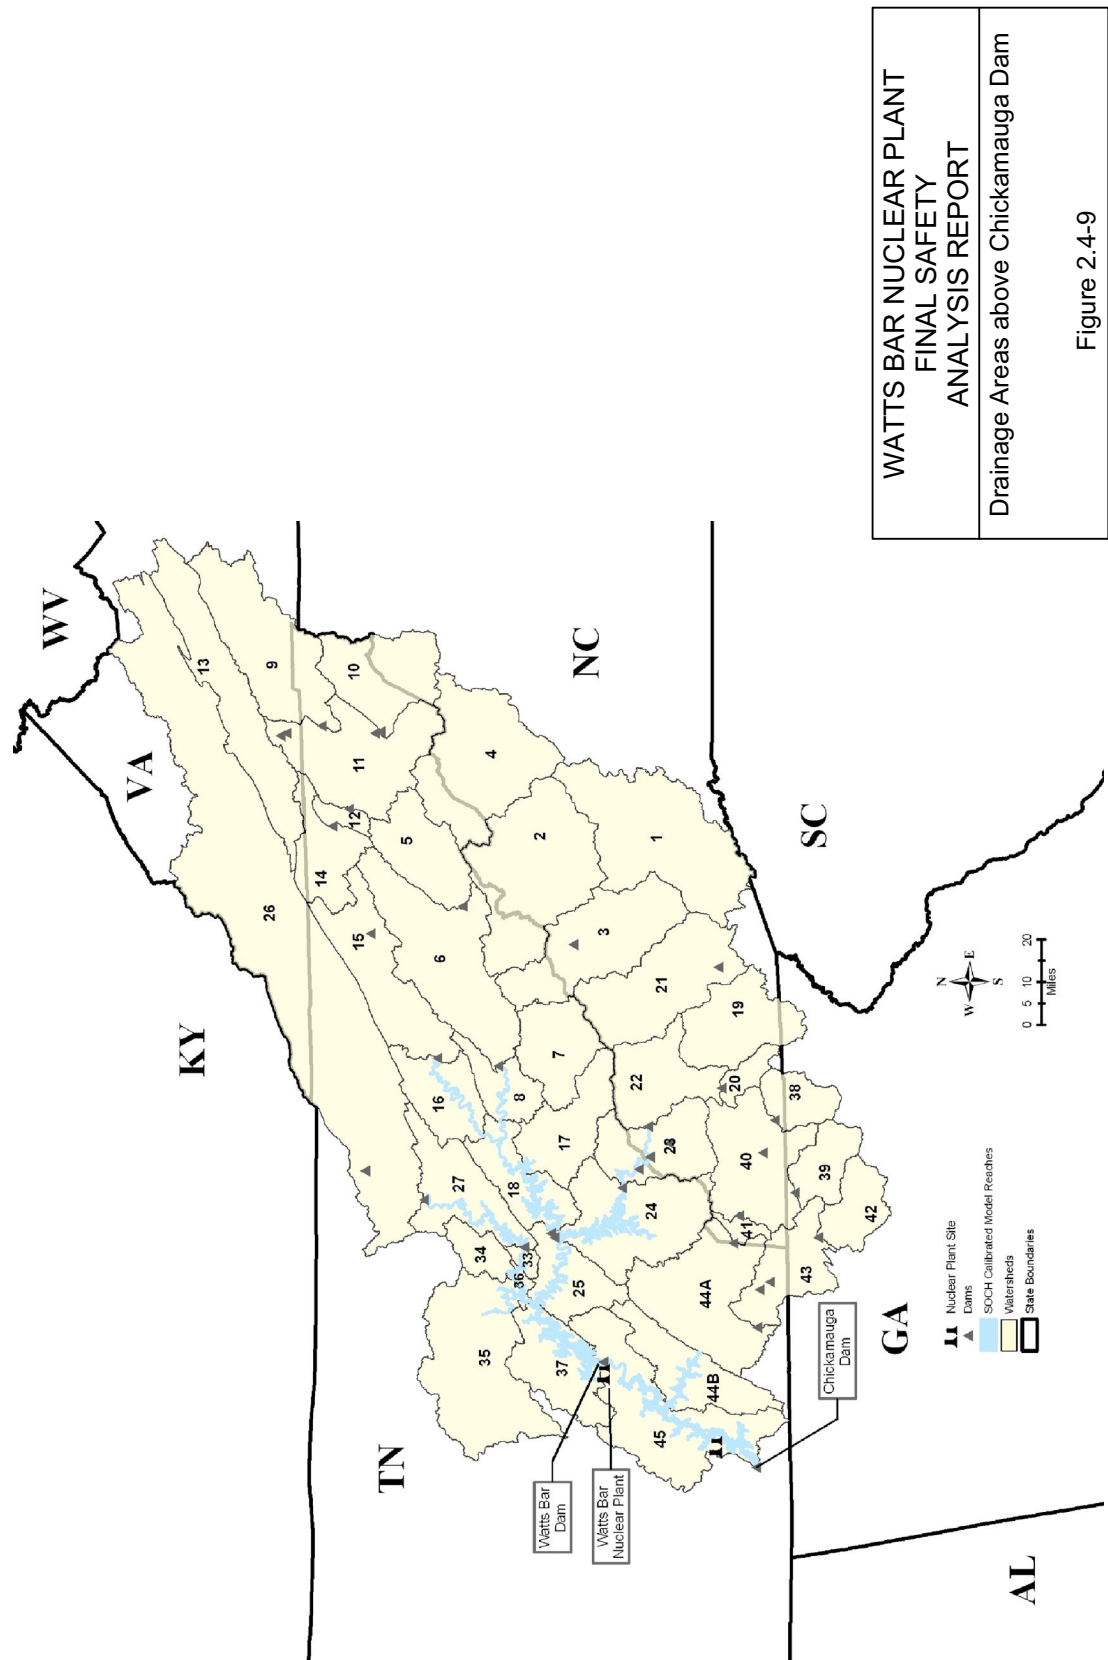 WV
VA
KY
TN
NC
SC
GA
AL
13
9
10
26
11
4
12
14
5
2
1
15
6
3
21
19
7
22
20
38
16
8
17
28
40
39
42
27
18
24
41
43
34
33
36
25
44A
35
37
44B
45
Watts Bar
Dam
Watts Bar
Nuclear Plant
Chickamauga
Dam
N
W
E
S
0 5 10 20
Miles
Nuclear Plant Site
Dams
SOCH Calibrated Model Reaches
Watersheds
State Boundaries
WATTS BAR NUCLEAR PLANT
FINAL SAFETY
ANALYSIS REPORT
Drainage Areas above Chickamauga Dam
Figure 2.4-9